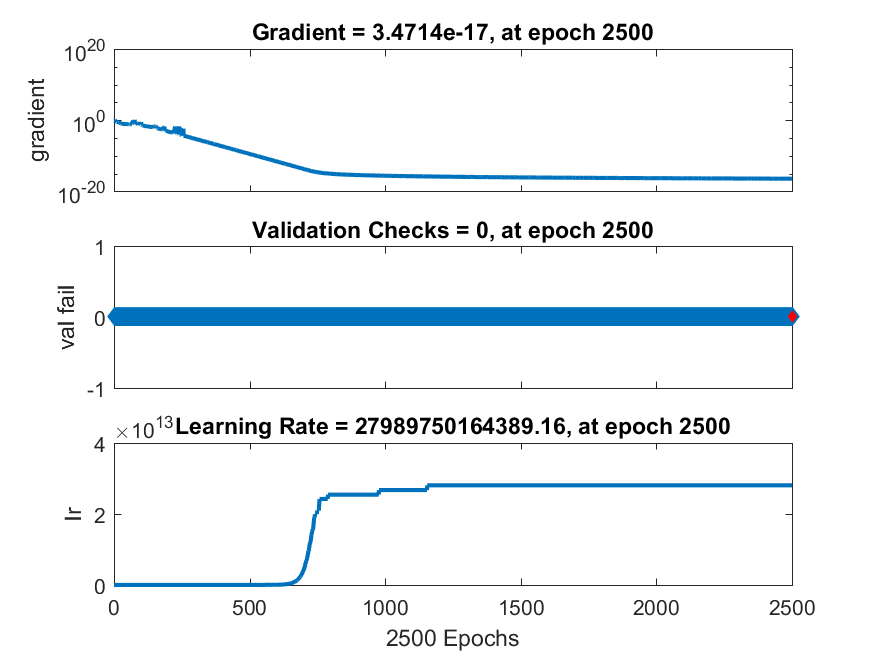 Gradient = 3.4714e-17, at epoch 2500
10^20
10^0
10^-20
gradient
Validation Checks = 0, at epoch 2500
1
0
-1
val fail
×10^13 Learning Rate = 27989750164389.16, at epoch 2500
4
2
0
lr
0 500 1000 1500 2000 2500
2500 Epochs